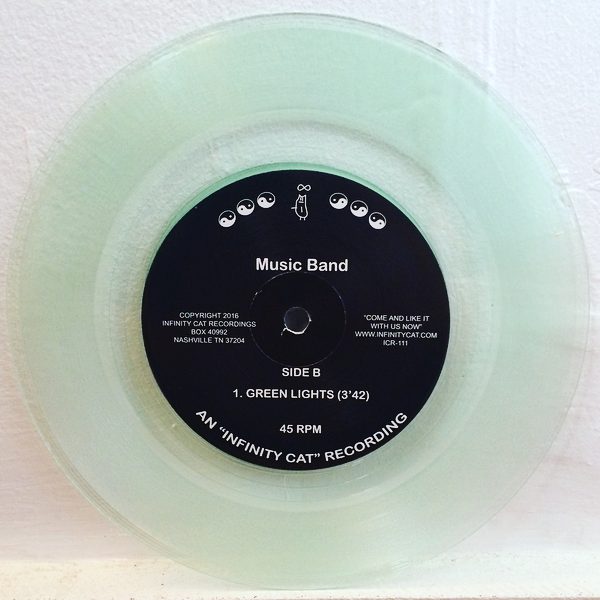 Music Band
COPYRIGHT 2016
INFINITY CAT RECORDINGS
BOX 40992
NASHVILLE TN 37204
"COME AND LIKE IT
WITH US NOW"
WWW.INFINITYCAT.COM
ICR-111
SIDE B
1. GREEN LIGHTS (3'42)
45 RPM
AN "INFINITY CAT" RECORDING